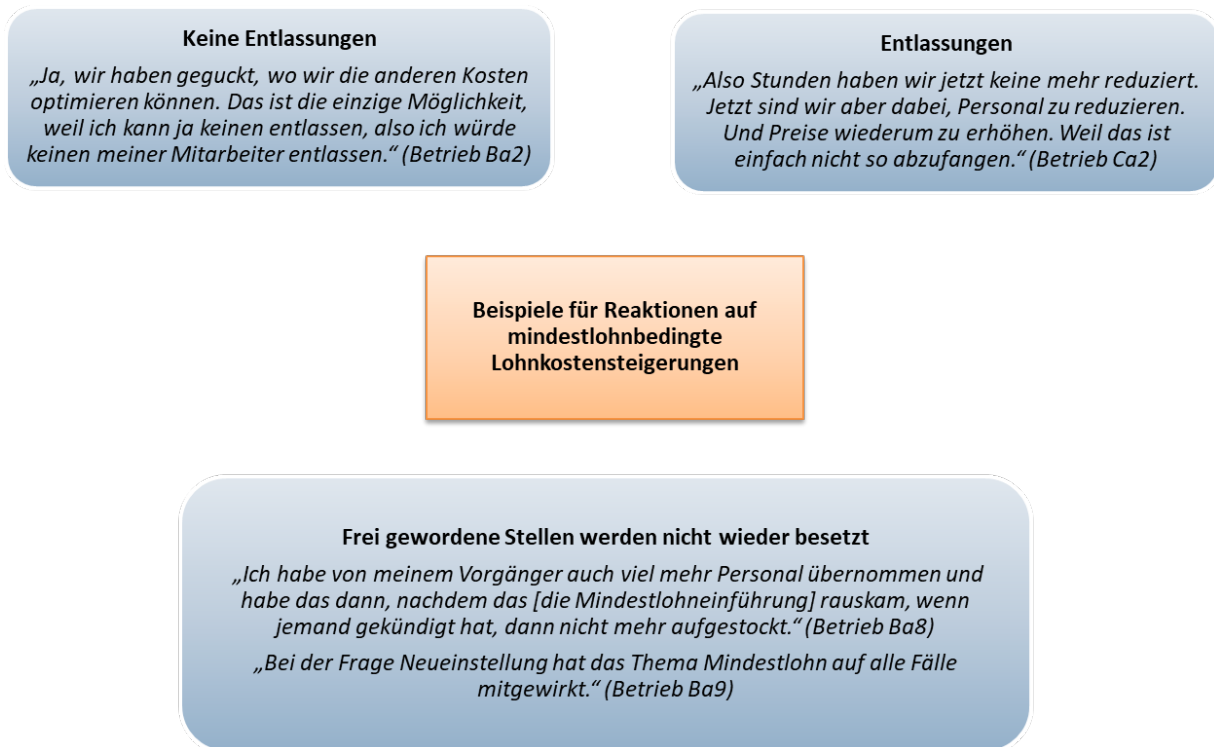 Keine Entlassungen
„Ja, wir haben geguckt, wo wir die anderen Kosten
optimieren können. Das ist die einzige Möglichkeit,
weil ich kann ja keinen entlassen, also ich würde
keinen meiner Mitarbeiter entlassen.“ (Betrieb Ba2)
Entlassungen
„Also Stunden haben wir jetzt keine mehr reduziert.
Jetzt sind wir aber dabei, Personal zu reduzieren.
Und Preise wiederum zu erhöhen. Weil das ist
einfach nicht so abzufangen.“ (Betrieb Ca2)
Beispiele für Reaktionen auf
mindestlohnbedingte
Lohnkostensteigerungen
Frei gewordene Stellen werden nicht wieder besetzt
„Ich habe von meinem Vorgänger auch viel mehr Personal übernommen und
habe das dann, nachdem das [die Mindestlohneinführung] rauskam, wenn
jemand gekündigt hat, dann nicht mehr aufgestockt.“ (Betrieb Ba8)
„Bei der Frage Neueinstellung hat das Thema Mindestlohn auf alle Fälle
mitgewirkt.“ (Betrieb Ba9)